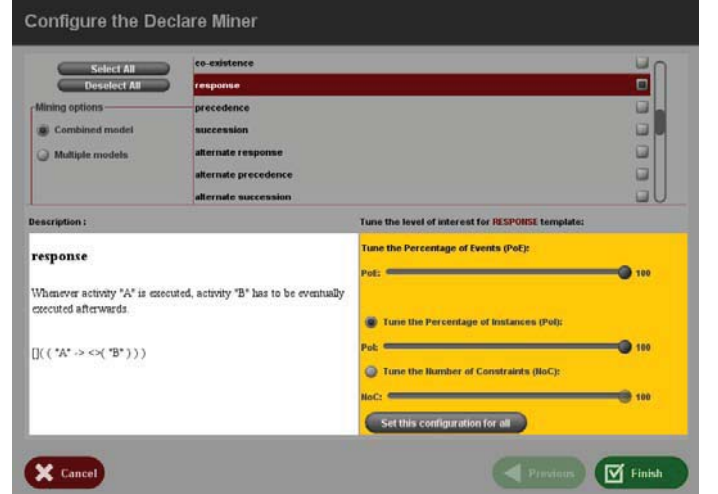 Configure the Declare Miner
Select All
Deselect All
Mining options
Combined model
Multiple models
co-existence
response
precedence
succession
alternate response
alternate precedence
alternate succession
Description :
response
Whenever activity "A" is executed, activity "B" has to be eventually
executed afterwards.
[]( ( "A" -> <>( "B" ) ) )
Tune the level of interest for RESPONSE template:
Tune the Percentage of Events (PoE):
PoE: 100
Tune the Percentage of Instances (PoI):
PoI: 100
Tune the Number of Constraints (NoC):
NoC: 100
Set this configuration for all
Cancel
Previous
Finish